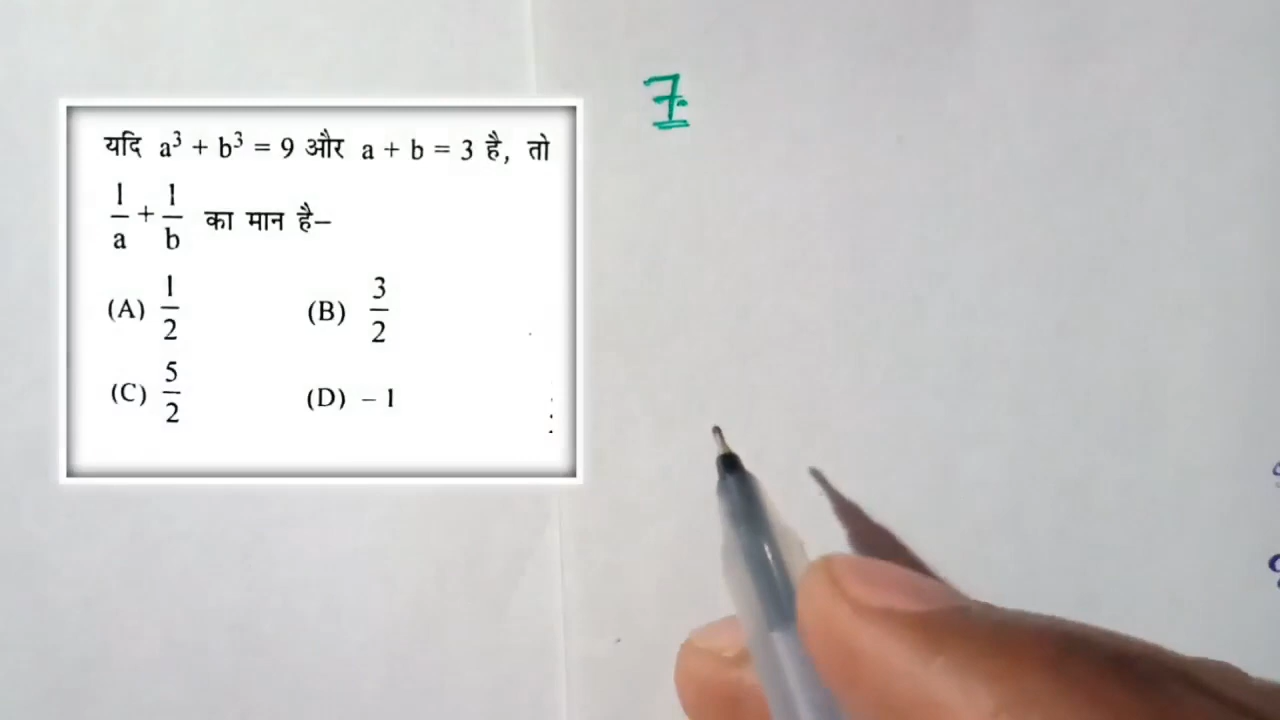 यदि a³ + b³ = 9 और a + b = 3 है, तो
1/a + 1/b का मान है–
(A) 1/2 (B) 3/2
(C) 5/2 (D) – 1
7.